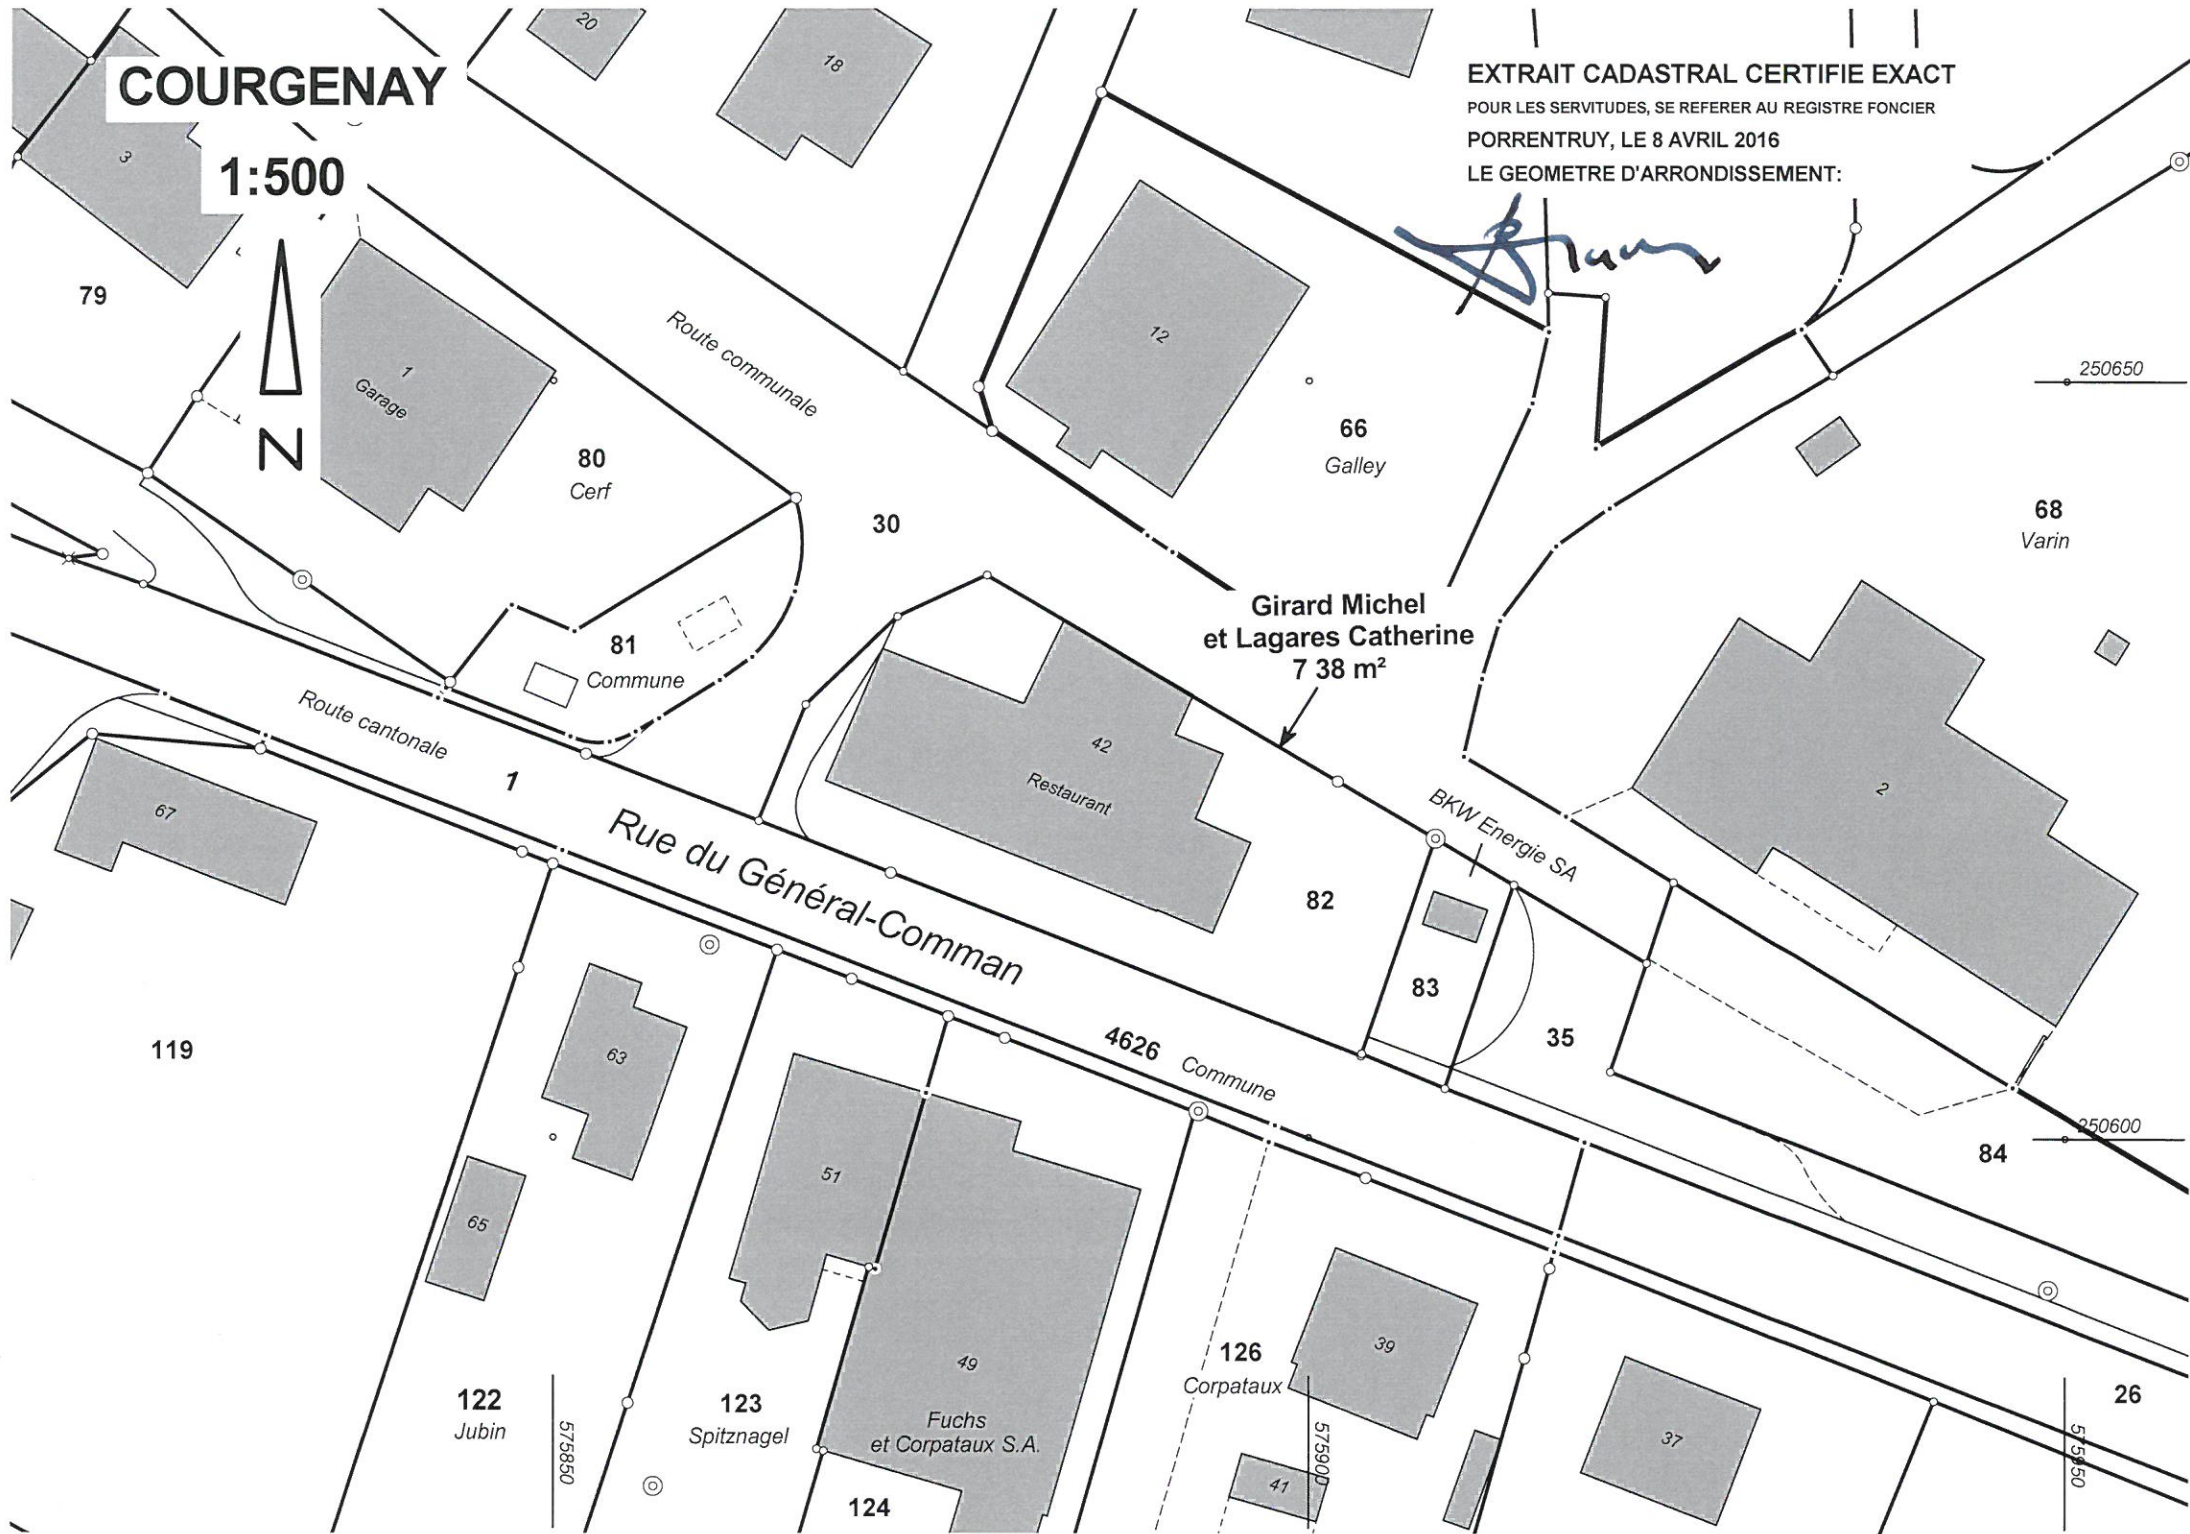 COURGENAY
1:500
N
EXTRAIT CADASTRAL CERTIFIE EXACT
POUR LES SERVITUDES, SE REFERER AU REGISTRE FONCIER
PORRENTRUY, LE 8 AVRIL 2016
LE GEOMETRE D'ARRONDISSEMENT:
20
18
3
79
1
Garage
Route communale
12
66
Galley
250650
80
Cerf
30
68
Varin
81
Commune
Girard Michel
et Lagares Catherine
7 38 m²
Route cantonale
1
42
Restaurant
2
67
Rue du Général-Comman
BKW Energie SA
82
83
35
119
63
4626
Commune
250600
84
51
65
49
39
126
Corpataux
26
122
Jubin
123
Spitznagel
Fuchs
et Corpataux S.A.
37
575850
575900
575950
41
124